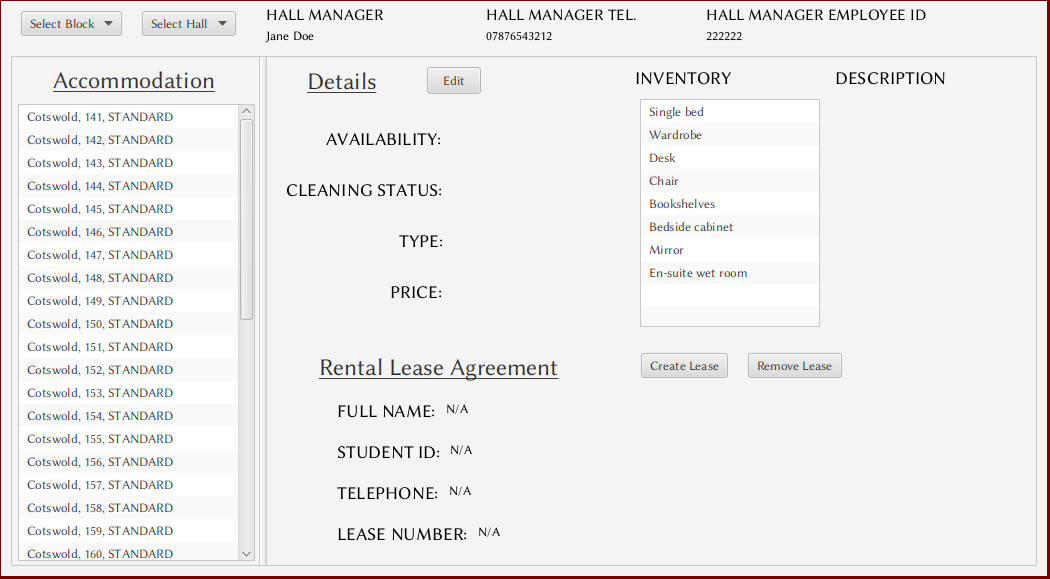 Select Block
Select Hall
HALL MANAGER
Jane Doe
HALL MANAGER TEL.
07876543212
HALL MANAGER EMPLOYEE ID
222222
Accommodation
Cotswold, 141, STANDARD
Cotswold, 142, STANDARD
Cotswold, 143, STANDARD
Cotswold, 144, STANDARD
Cotswold, 145, STANDARD
Cotswold, 146, STANDARD
Cotswold, 147, STANDARD
Cotswold, 148, STANDARD
Cotswold, 149, STANDARD
Cotswold, 150, STANDARD
Cotswold, 151, STANDARD
Cotswold, 152, STANDARD
Cotswold, 153, STANDARD
Cotswold, 154, STANDARD
Cotswold, 155, STANDARD
Cotswold, 156, STANDARD
Cotswold, 157, STANDARD
Cotswold, 158, STANDARD
Cotswold, 159, STANDARD
Cotswold, 160, STANDARD
Details
Edit
AVAILABILITY:
CLEANING STATUS:
TYPE:
PRICE:
INVENTORY
Single bed
Wardrobe
Desk
Chair
Bookshelves
Bedside cabinet
Mirror
En-suite wet room
DESCRIPTION
Rental Lease Agreement
Create Lease
Remove Lease
FULL NAME: N/A
STUDENT ID: N/A
TELEPHONE: N/A
LEASE NUMBER: N/A